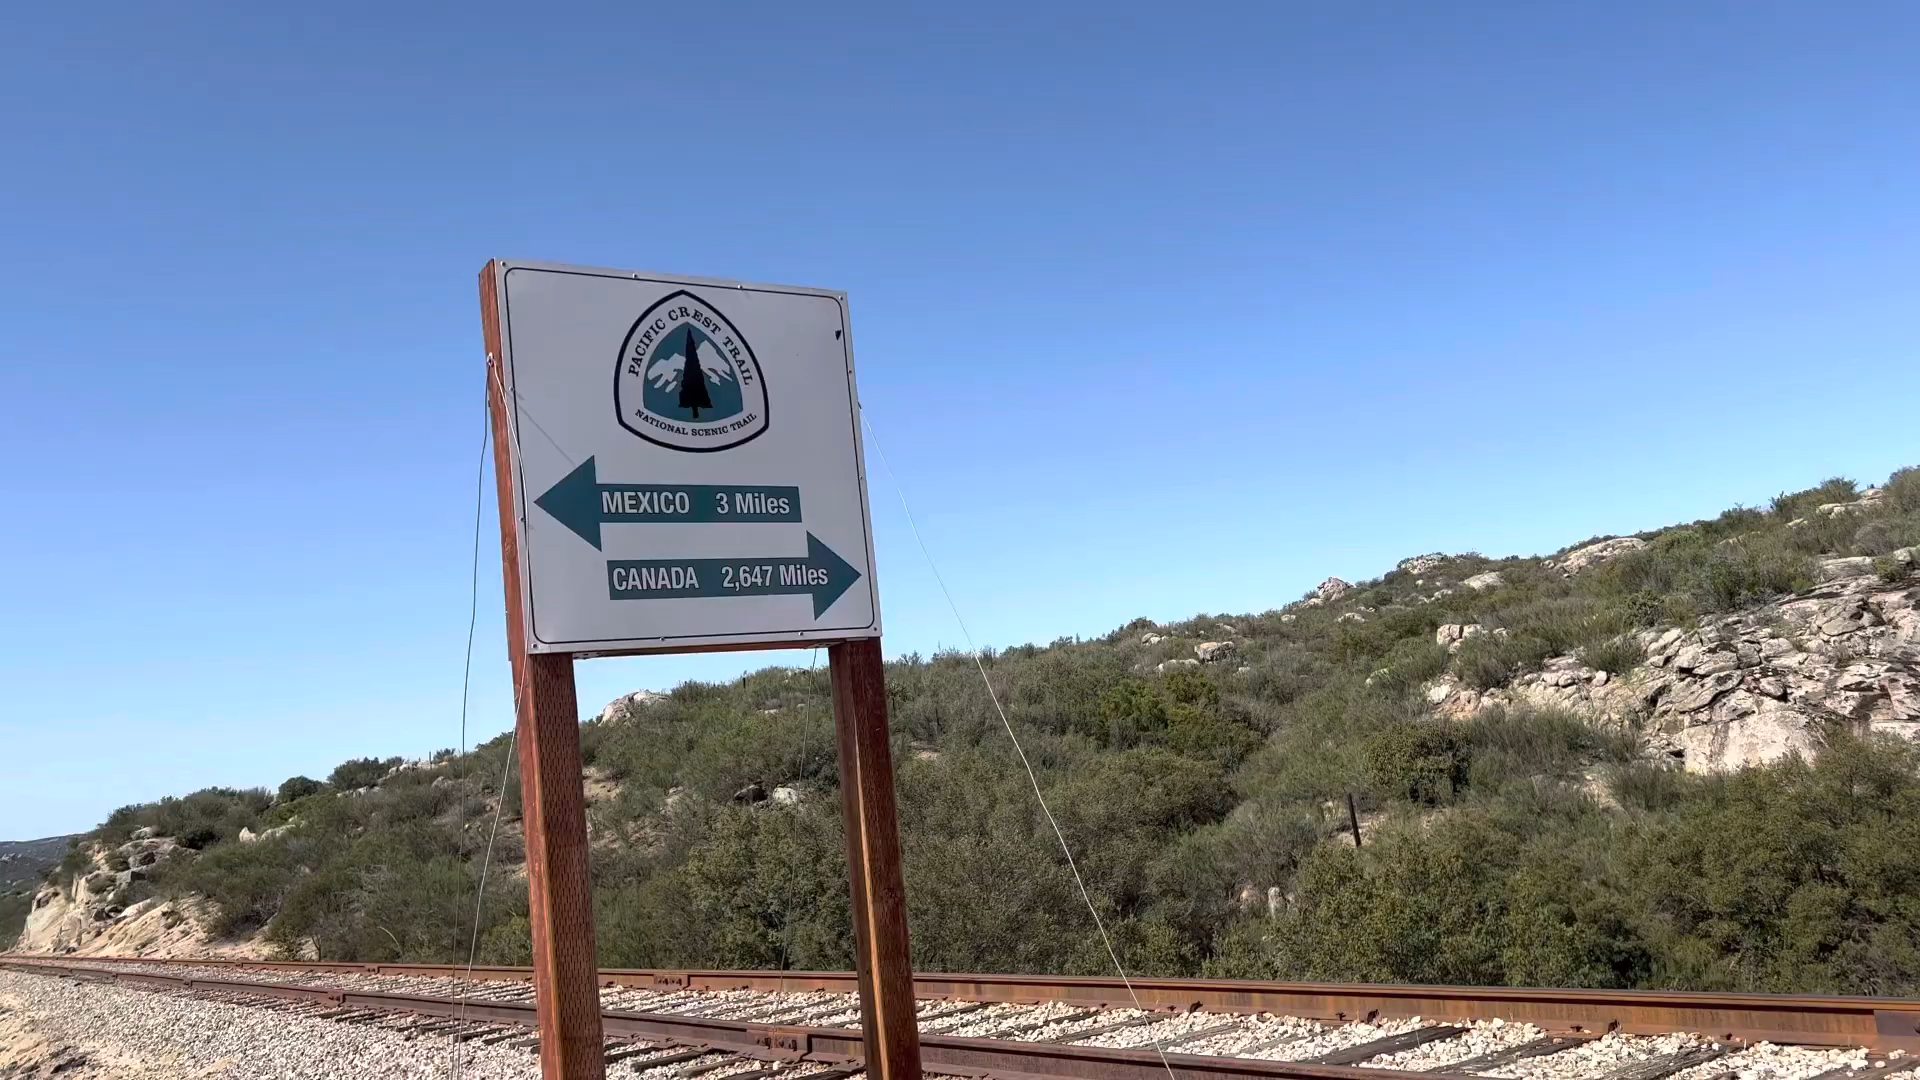 PACIFIC CREST TRAIL
NATIONAL SCENIC TRAIL
MEXICO 3 Miles
CANADA 2,647 Miles